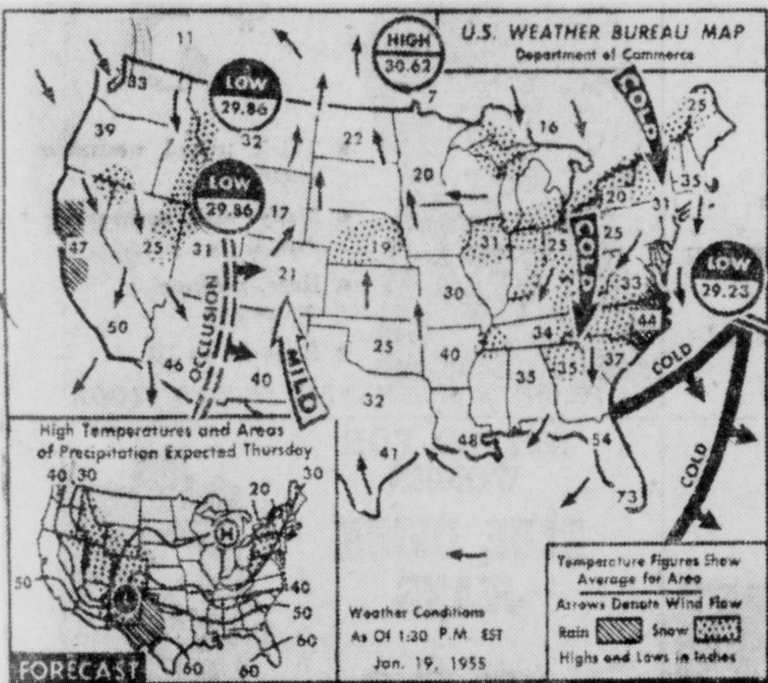 U.S. WEATHER BUREAU MAP
Department of Commerce
HIGH
30.62
11
33
LOW
29.86
7
COLD
25
39
32
22
16
20
LOW
29.86
17
20
35
31
47
25
31
19
31
25
COLD
25
21
OCCLUSION
30
33
LOW
29.23
50
44
34
46
40
MILD
25
40
35
35
37
COLD
32
48
54
41
73
COLD
High Temperatures and Areas
of Precipitation Expected Thursday
40 30
30
20
H
50
L
40
50
60
60
60
FORECAST
Weather Conditions
As Of 1:30 P.M. EST
Jan. 19, 1955
Temperature Figures Show
Average for Area
Arrows Denote Wind Flow
Rain Snow
Highs and Lows in Inches